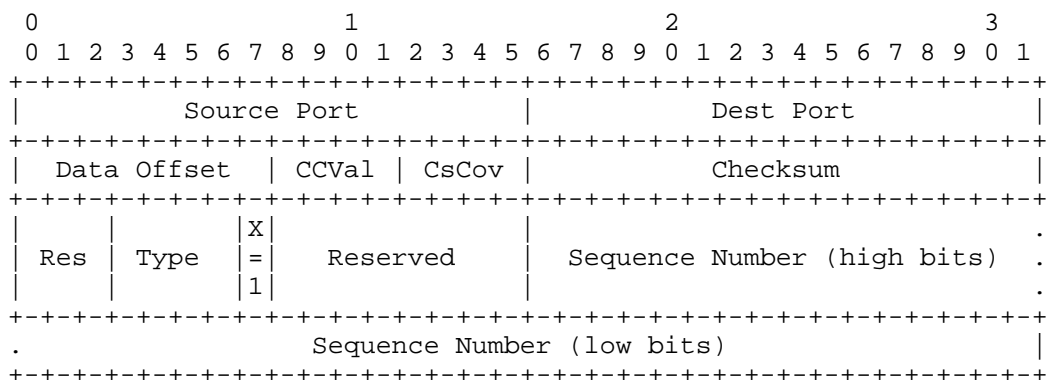 0                   1                   2                   3
 0 1 2 3 4 5 6 7 8 9 0 1 2 3 4 5 6 7 8 9 0 1 2 3 4 5 6 7 8 9 0 1
+-+-+-+-+-+-+-+-+-+-+-+-+-+-+-+-+-+-+-+-+-+-+-+-+-+-+-+-+-+-+-+-+
|          Source Port          |           Dest Port           |
+-+-+-+-+-+-+-+-+-+-+-+-+-+-+-+-+-+-+-+-+-+-+-+-+-+-+-+-+-+-+-+-+
|  Data Offset  | CCVal | CsCov |           Checksum            |
+-+-+-+-+-+-+-+-+-+-+-+-+-+-+-+-+-+-+-+-+-+-+-+-+-+-+-+-+-+-+-+-+
|     |       |X|               |                               .
| Res | Type  |=|   Reserved    |  Sequence Number (high bits)  .
|     |       |1|               |                               .
+-+-+-+-+-+-+-+-+-+-+-+-+-+-+-+-+-+-+-+-+-+-+-+-+-+-+-+-+-+-+-+-+
.                  Sequence Number (low bits)                   |
+-+-+-+-+-+-+-+-+-+-+-+-+-+-+-+-+-+-+-+-+-+-+-+-+-+-+-+-+-+-+-+-+